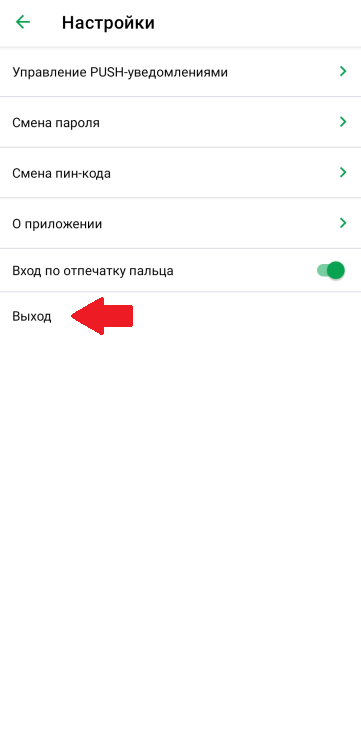 Настройки
Управление PUSH-уведомлениями
Смена пароля
Смена пин-кода
О приложении
Вход по отпечатку пальца
Выход